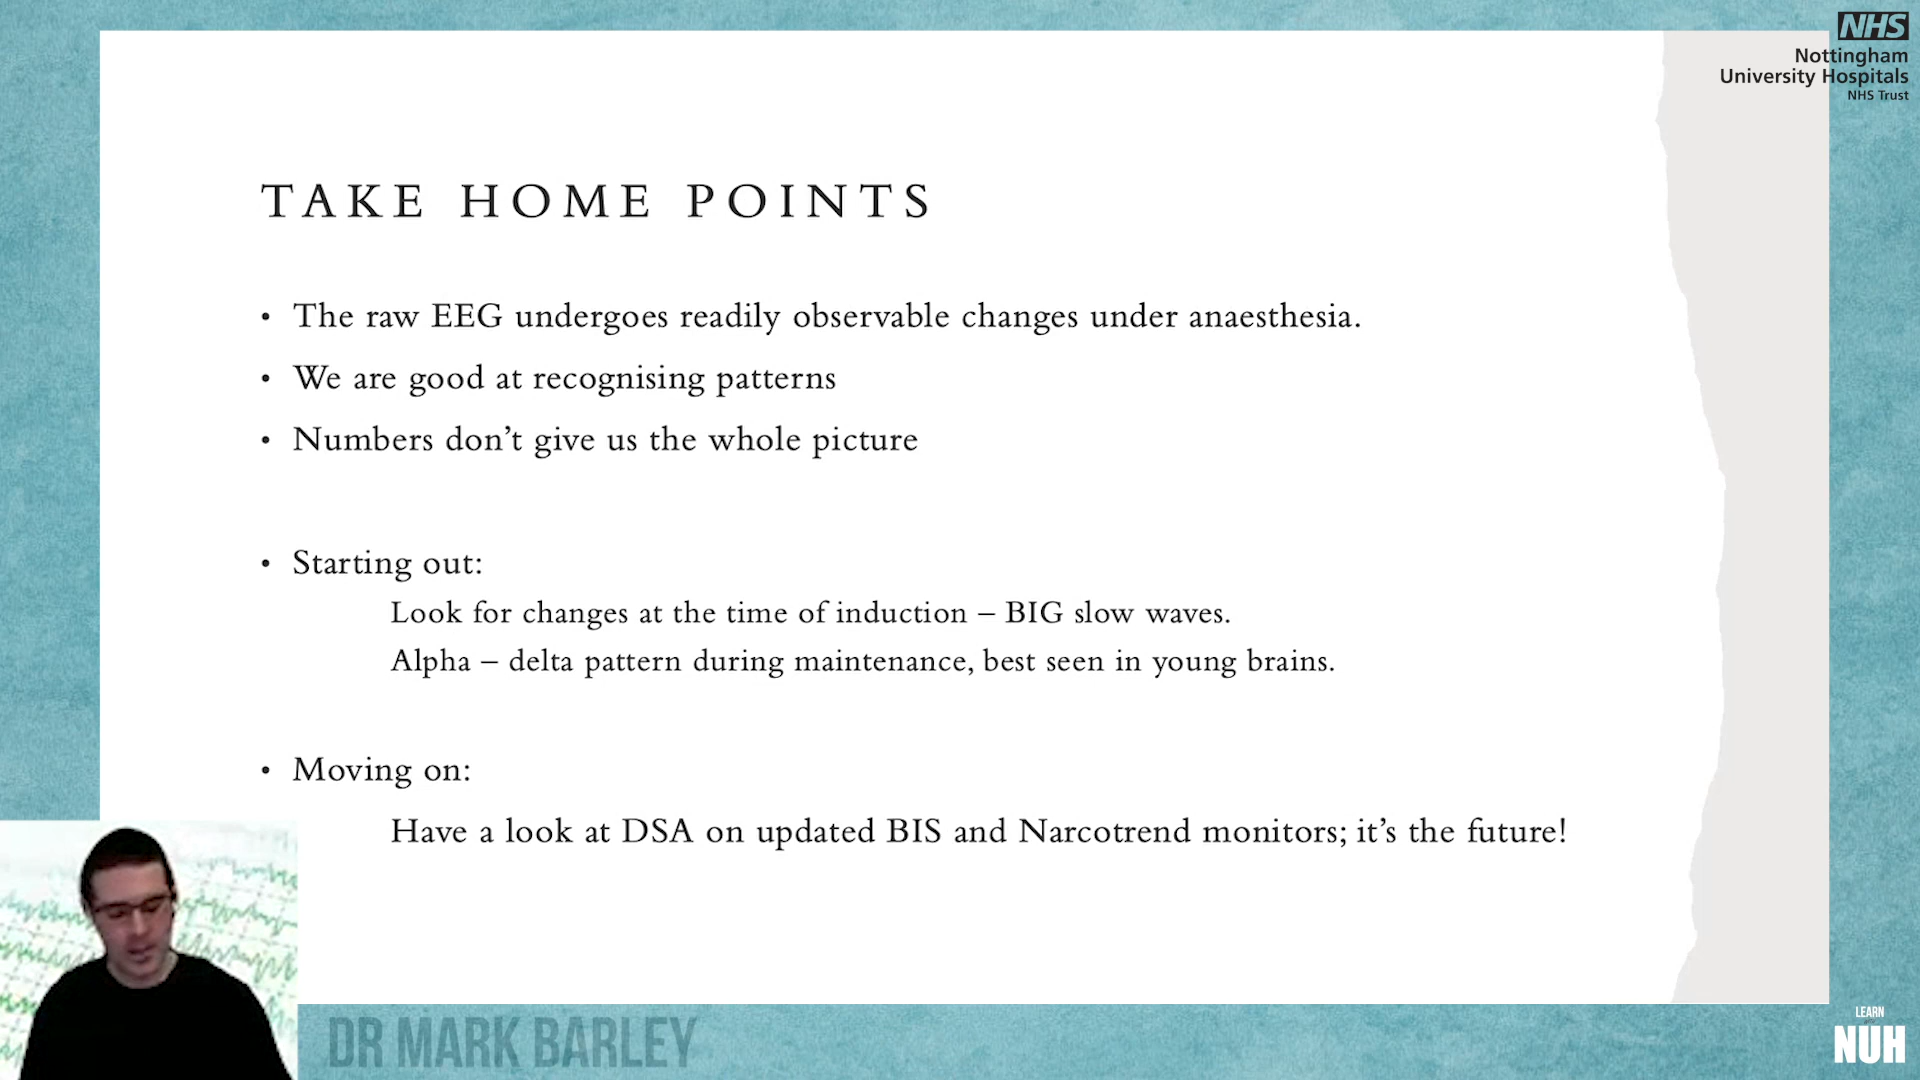 NHS
Nottingham
University Hospitals
NHS Trust
TAKE HOME POINTS
• The raw EEG undergoes readily observable changes under anaesthesia.
• We are good at recognising patterns
• Numbers don’t give us the whole picture
• Starting out:
Look for changes at the time of induction – BIG slow waves.
Alpha – delta pattern during maintenance, best seen in young brains.
• Moving on:
Have a look at DSA on updated BIS and Narcotrend monitors; it’s the future!
DR MARK BARLEY
LEARN
NUH